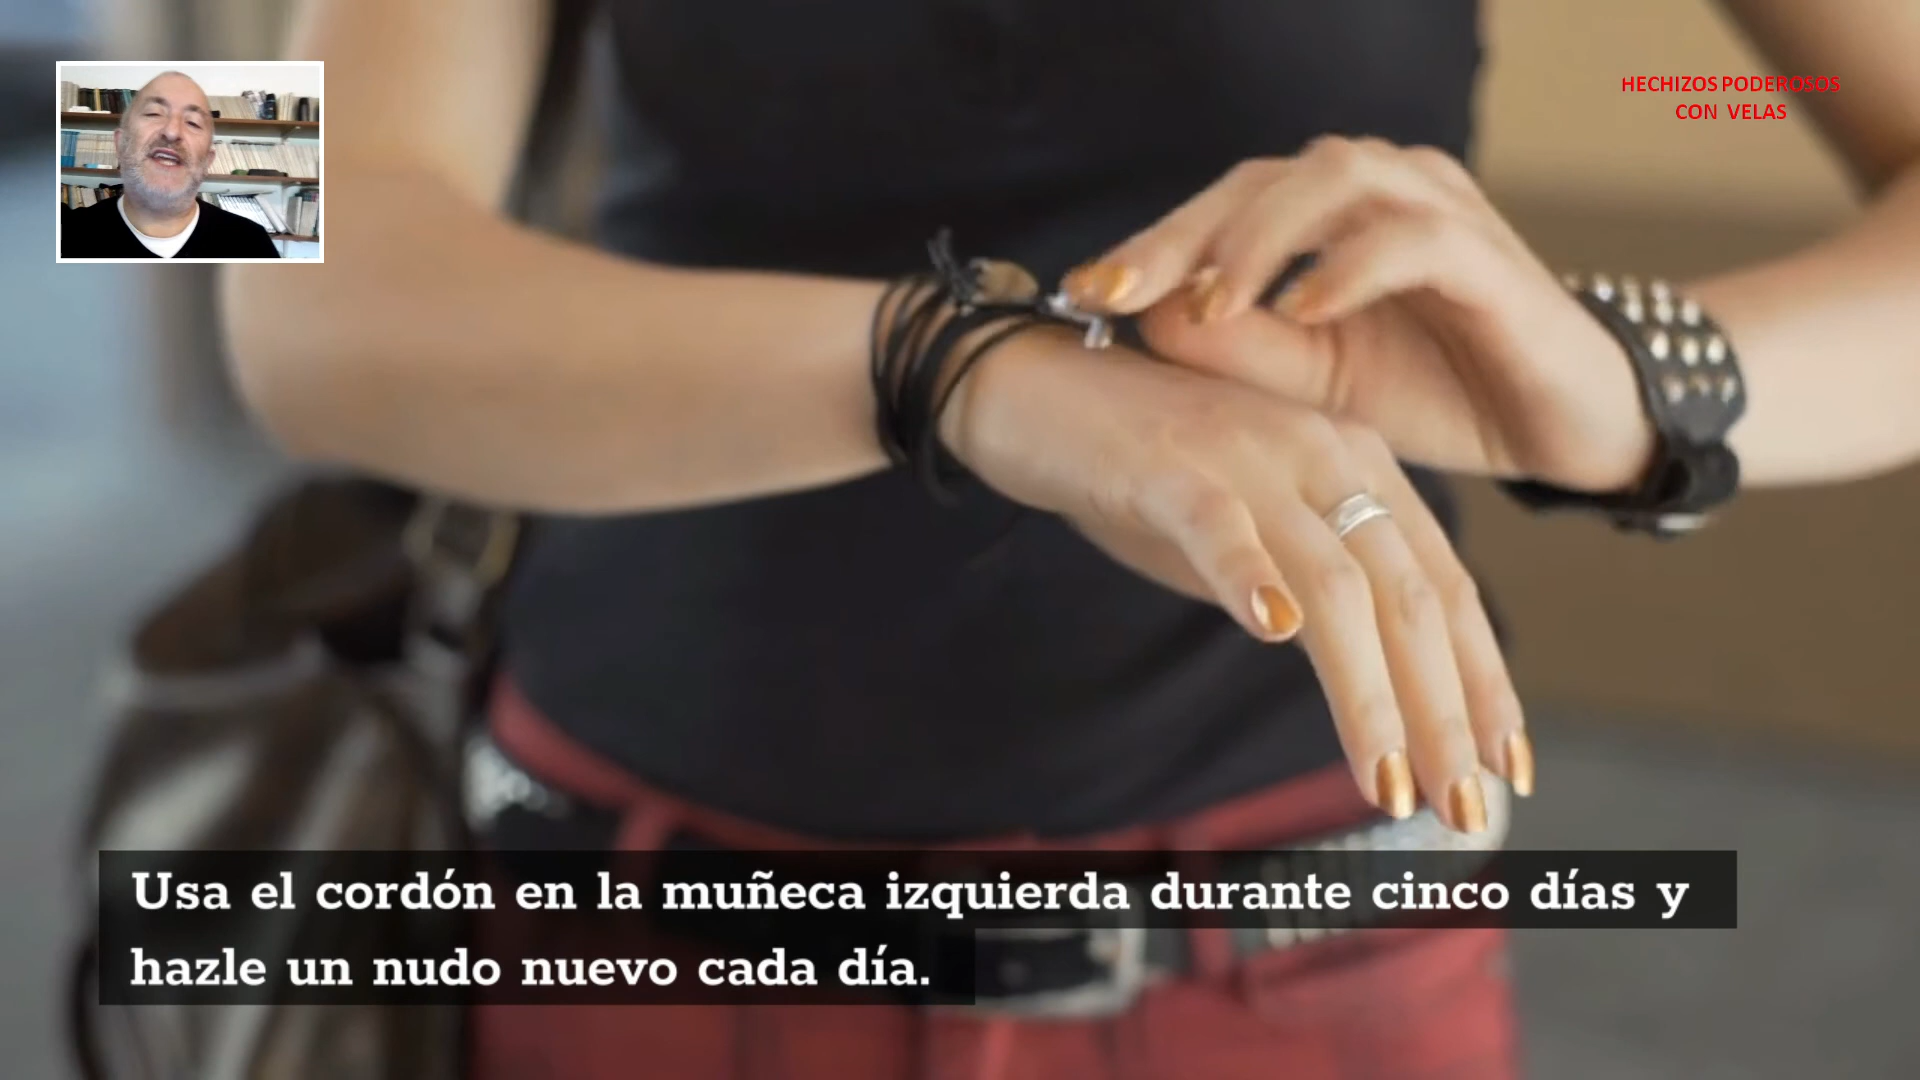 HECHIZOS PODEROSOS
CON VELAS
Usa el cordón en la muñeca izquierda durante cinco días y
hazle un nudo nuevo cada día.